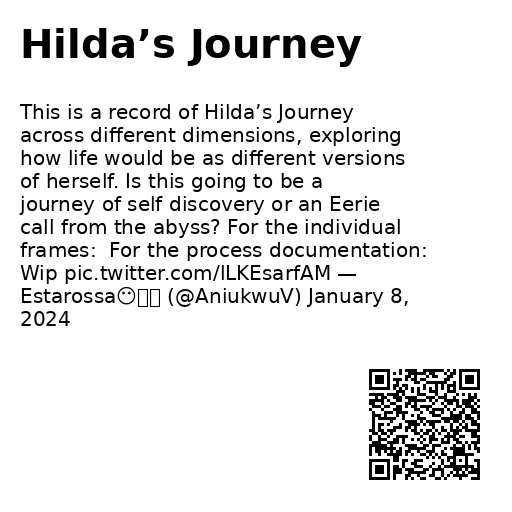 Hilda’s Journey
This is a record of Hilda’s Journey
across different dimensions, exploring
how life would be as different versions
of herself. Is this going to be a
journey of self discovery or an Eerie
call from the abyss? For the individual
frames:  For the process documentation:
Wip pic.twitter.com/lLKEsarfAM —
Estarossa😶 (@AniukwuV) January 8,
2024